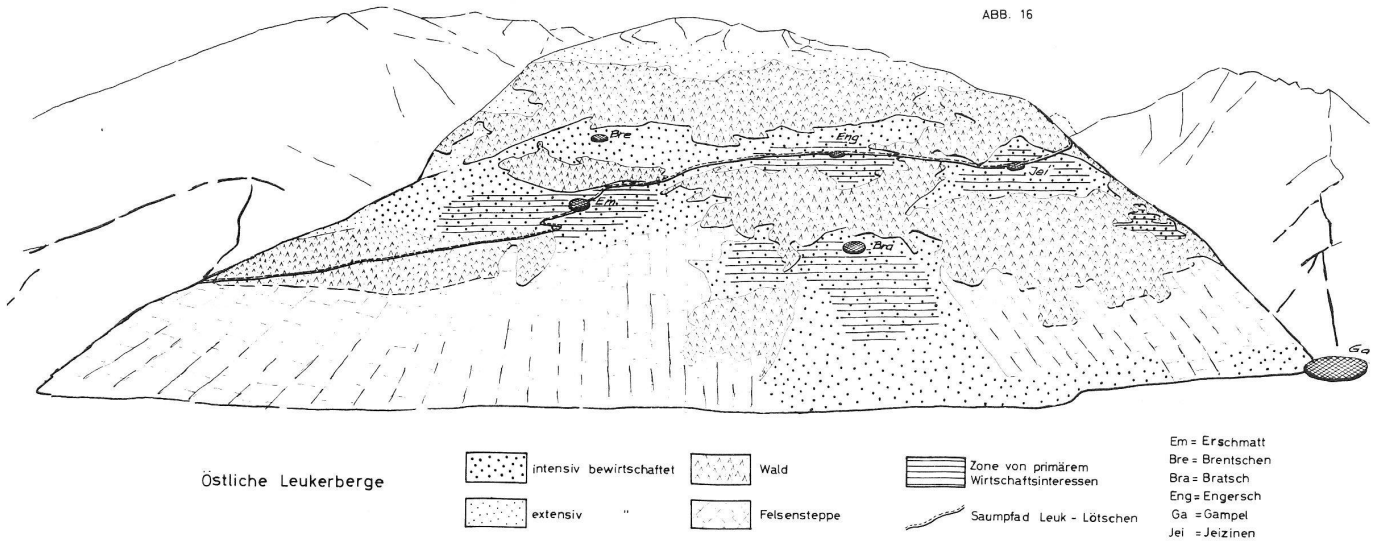 ABB. 16
Bre
Eng
Jei
Em.
Bra
Ga
Östliche Leukerberge
intensiv bewirtschaftet
extensiv "
Wald
Felsensteppe
Zone von primärem
Wirtschaftsinteressen
Saumpfad Leuk - Lötschen
Em = Erschmatt
Bre = Brentschen
Bra = Bratsch
Eng = Engersch
Ga = Gampel
Jei = Jeizinen